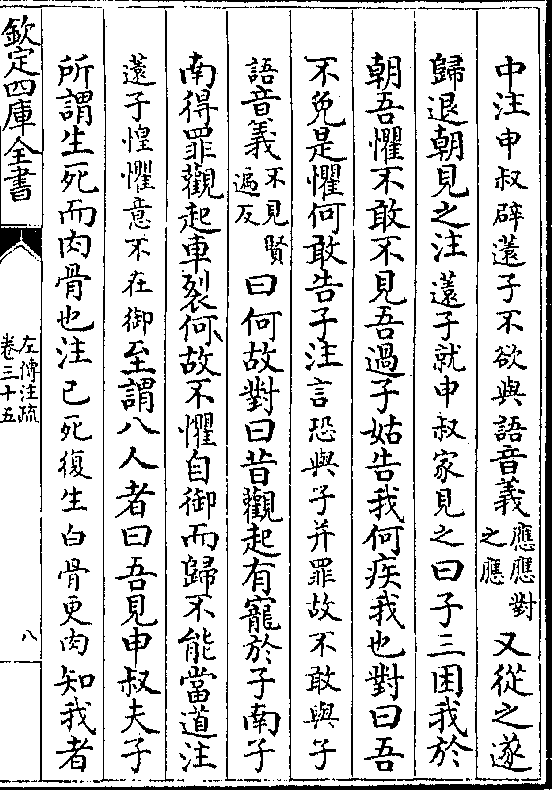 中注申叔辟薳子不欲與語音義應應對之應又從之遂
歸退朝見之注薳子就申叔家見之曰子三困我於
朝吾懼不敢不見吾過子姑告我何疾我也對曰吾
不免是懼何敢告子注言恐與子并罪故不敢與子
語音義不見賢遍反曰何故對曰昔觀起有寵於子南子
南得罪觀起車裂何故不懼自御而歸不能當道注
薳子惶懼意不在御至謂八人者曰吾見申叔夫子
所謂生死而肉骨也注已死復生白骨更肉知我者
欽定四庫全書
左傳注疏
卷三十五
八